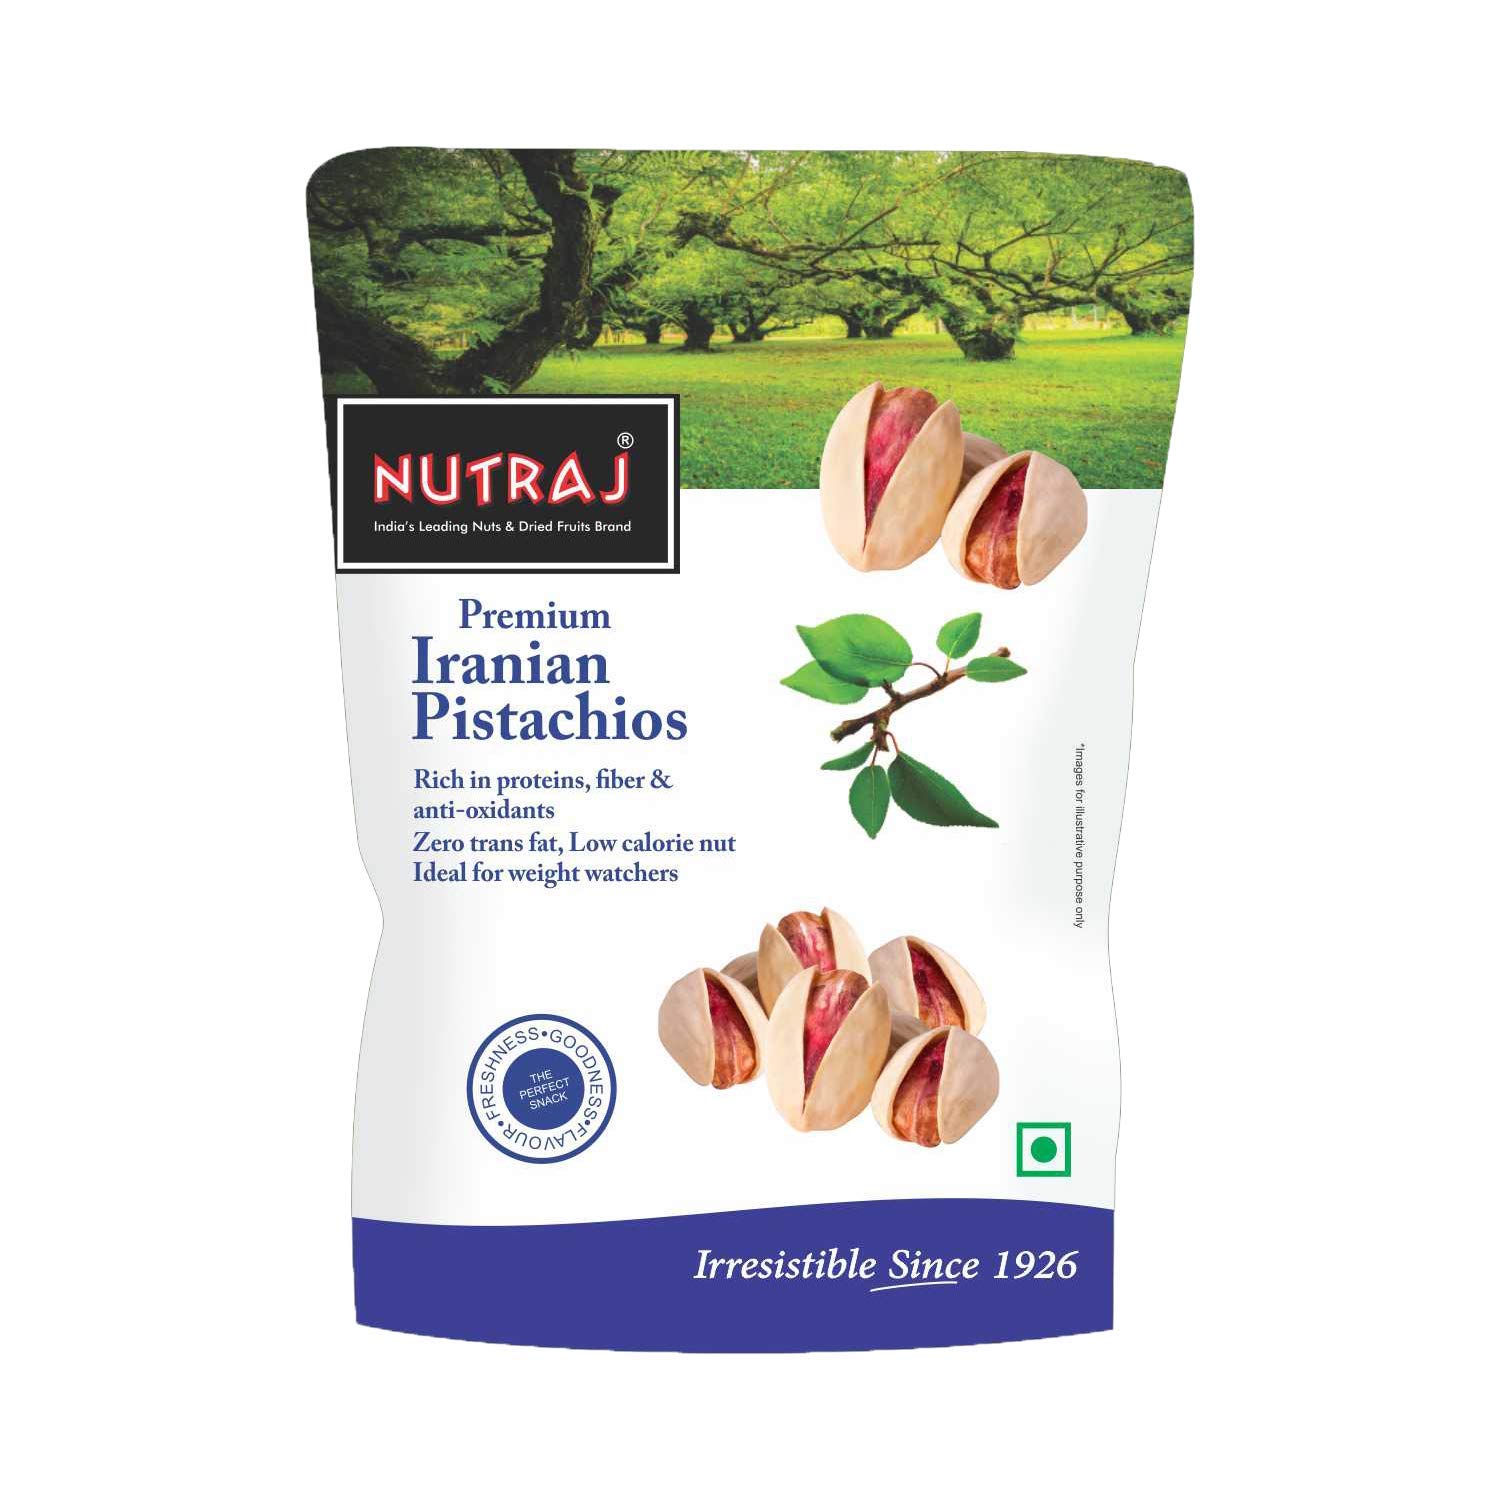 NUTRAJ®
India's Leading Nuts & Dried Fruits Brand
Premium
Iranian
Pistachios
Rich in proteins, fiber &
anti-oxidants
Zero trans fat, Low calorie nut
Ideal for weight watchers
*Images for illustrative purpose only
FRESHNESS•GOODNESS•FLAVOUR•
THE
PERFECT
SNACK
Irresistible Since 1926